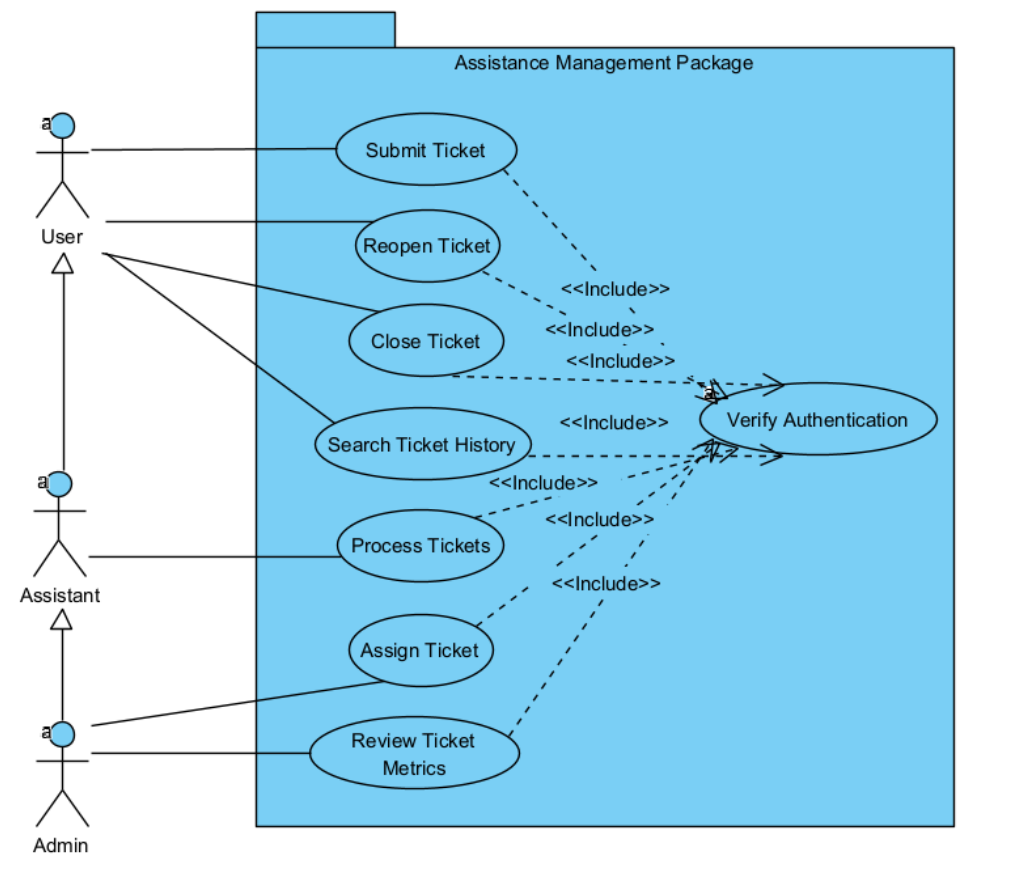 Assistance Management Package
a
User
Submit Ticket
Reopen Ticket
<<Include>>
<<Include>>
Close Ticket
<<Include>>
a
Verify Authentication
<<Include>>
Search Ticket History
a
Assistant
<<Include>>
<<Include>>
Process Tickets
<<Include>>
Assign Ticket
a
Admin
Review Ticket
Metrics